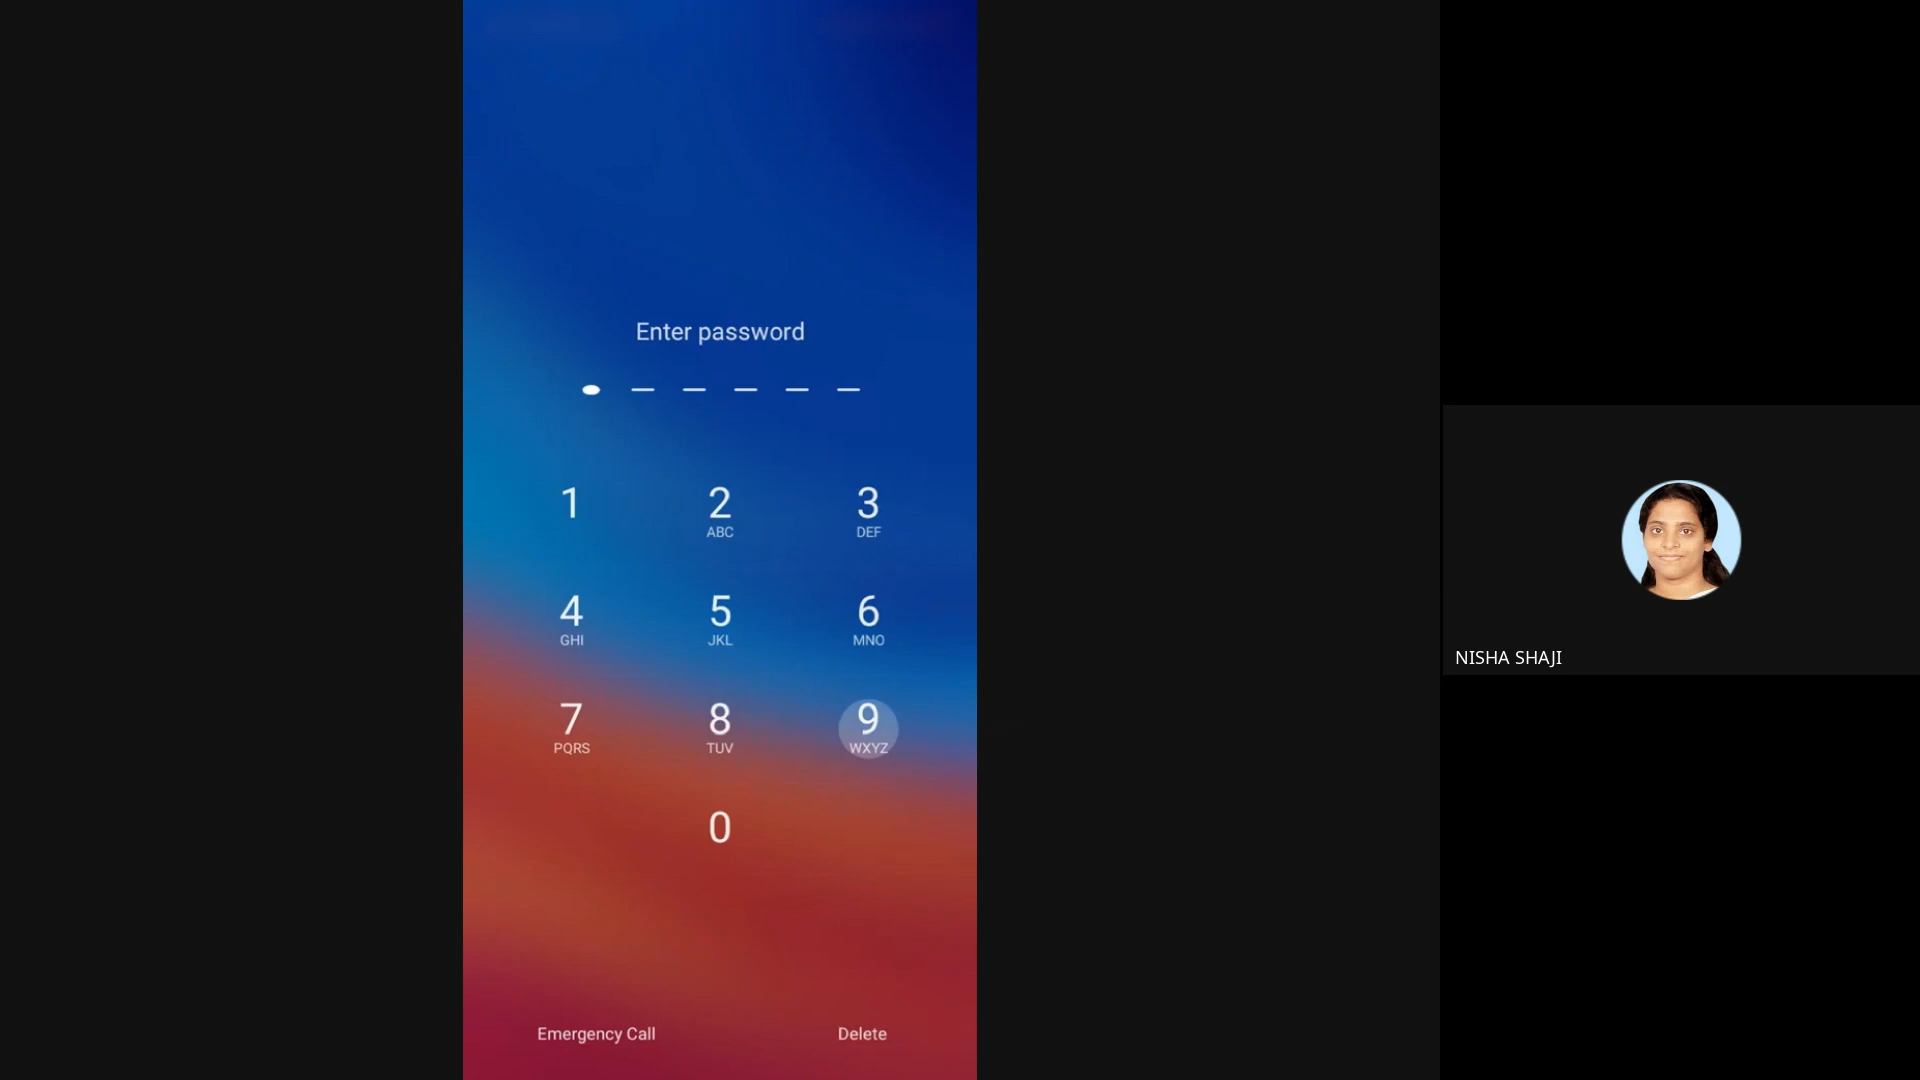 Enter password
1
2
ABC
3
DEF
4
GHI
5
JKL
6
MNO
7
PQRS
8
TUV
9
WXYZ
0
Emergency Call
Delete
NISHA SHAJI